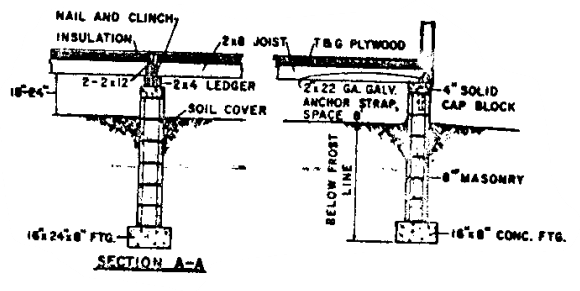 NAIL AND CLINCH
INSULATION
2x8 JOIST
T&G PLYWOOD
2-2x12
2x4 LEDGER
18"-24"
SOIL COVER
2"x22 GA. GALV.
ANCHOR STRAP,
SPACE 8'
4" SOLID
CAP BLOCK
BELOW FROST
LINE
8" MASONRY
16"x24"x8" FTG.
16"x8" CONC. FTG.
SECTION A-A